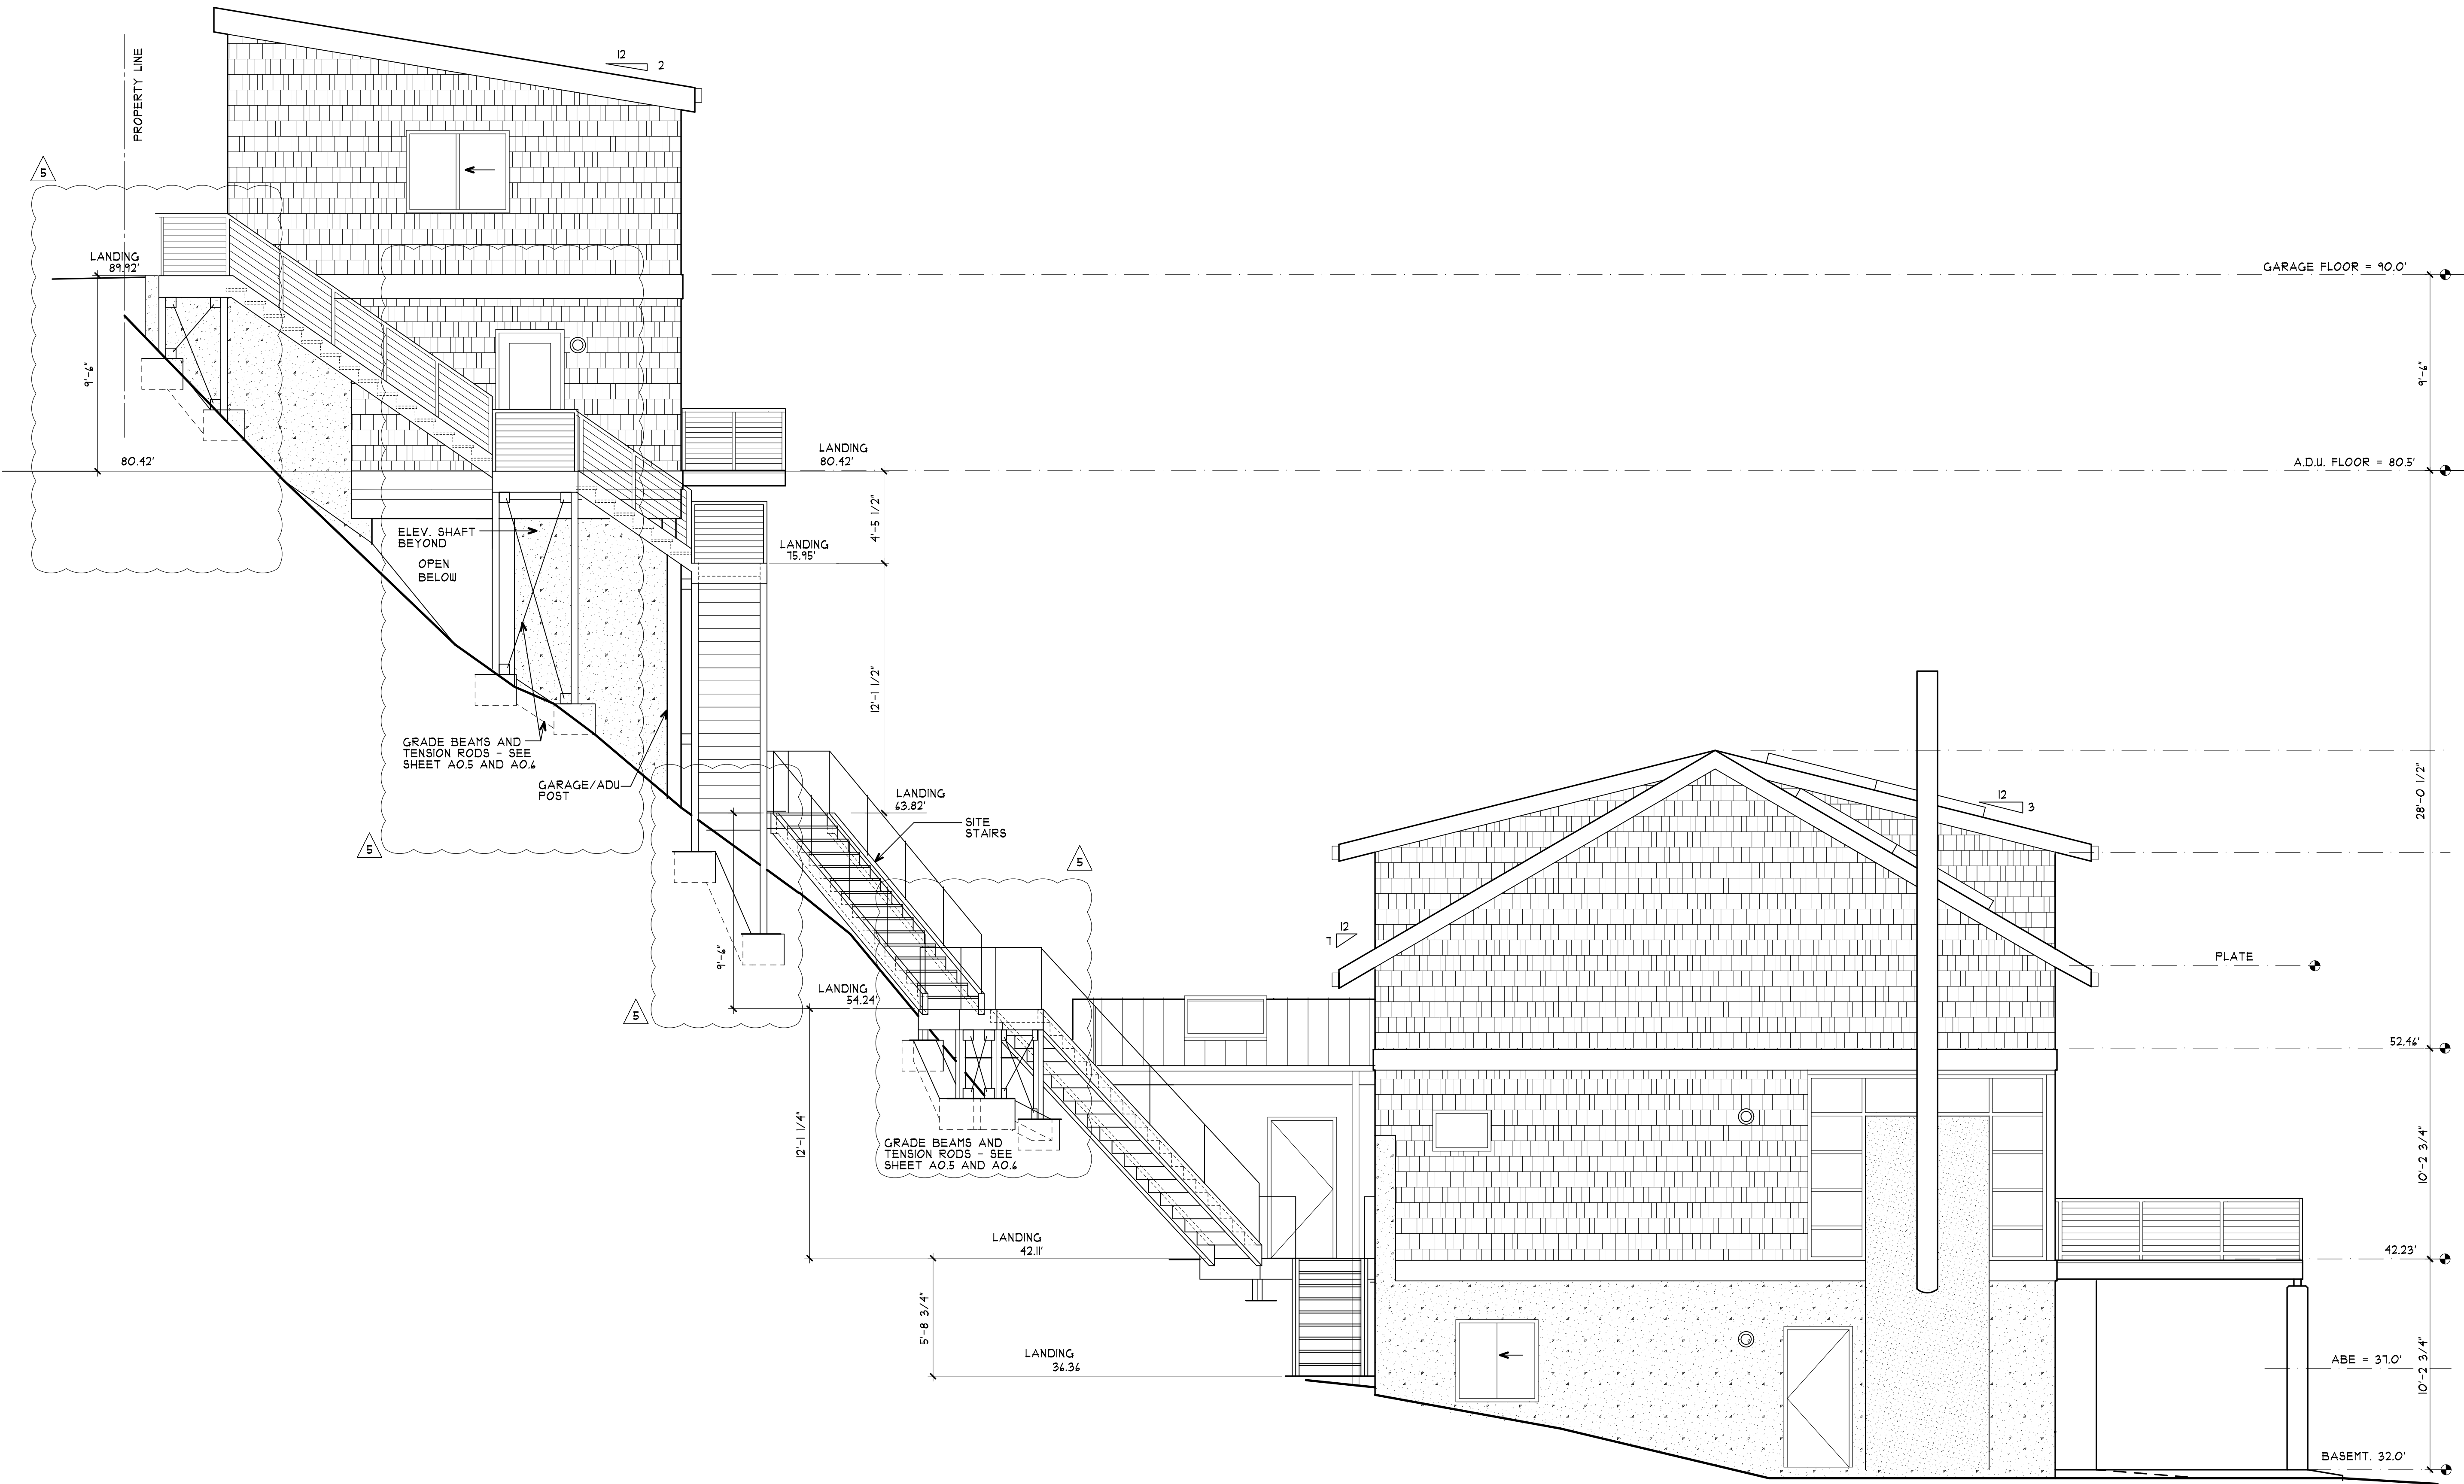 PROPERTY LINE
12
2
5
LANDING
89.92'
GARAGE FLOOR = 90.0'
9'-6"
9'-6"
80.42'
LANDING
80.42'
A.D.U. FLOOR = 80.5'
4'-5 1/2"
ELEV. SHAFT
BEYOND
OPEN
BELOW
LANDING
75.95'
12'-1 1/2"
GRADE BEAMS AND
TENSION RODS - SEE
SHEET A0.5 AND A0.6
GARAGE/ADU
POST
LANDING
63.82'
SITE
STAIRS
12
3
28'-0 1/2"
5
5
12
7
9'-6"
PLATE
LANDING
54.24'
5
52.46'
12'-1 1/4"
GRADE BEAMS AND
TENSION RODS - SEE
SHEET A0.5 AND A0.6
10'-2 3/4"
LANDING
42.11'
42.23'
5'-8 3/4"
LANDING
36.36
ABE = 37.0'
10'-2 3/4"
BASEMT. 32.0'